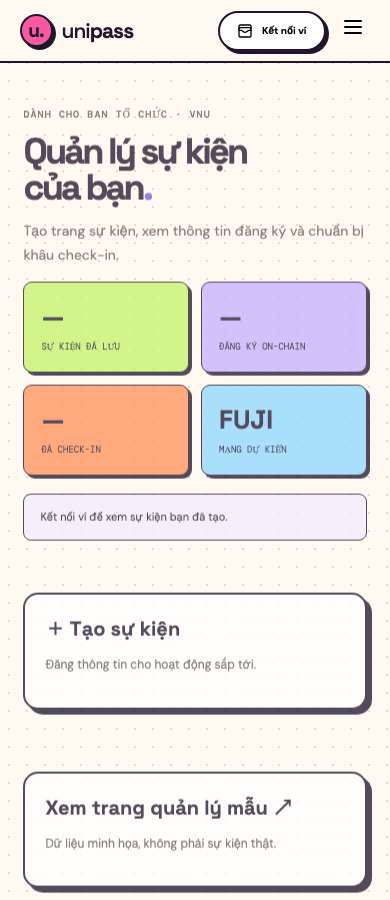 u. unipass
Kết nối ví
DÀNH CHO BAN TỔ CHỨC · VNU
Quản lý sự kiện
của bạn.
Tạo trang sự kiện, xem thông tin đăng ký và chuẩn bị
khâu check-in.
—
SỰ KIỆN ĐÃ LƯU
—
ĐĂNG KÝ ON-CHAIN
—
ĐÃ CHECK-IN
FUJI
MẠNG DỰ KIẾN
Kết nối ví để xem sự kiện bạn đã tạo.
+ Tạo sự kiện
Đăng thông tin cho hoạt động sắp tới.
Xem trang quản lý mẫu ↗
Dữ liệu minh họa, không phải sự kiện thật.